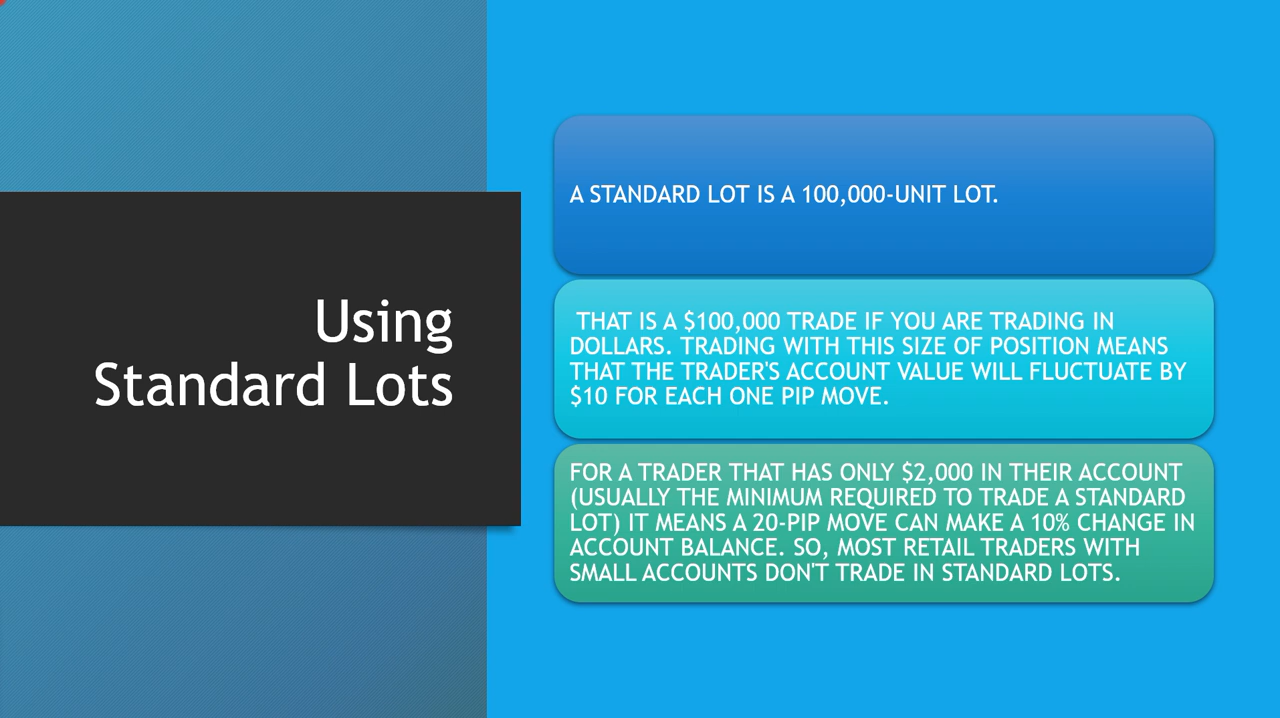 Using
Standard Lots
A STANDARD LOT IS A 100,000-UNIT LOT.
THAT IS A $100,000 TRADE IF YOU ARE TRADING IN
DOLLARS. TRADING WITH THIS SIZE OF POSITION MEANS
THAT THE TRADER'S ACCOUNT VALUE WILL FLUCTUATE BY
$10 FOR EACH ONE PIP MOVE.
FOR A TRADER THAT HAS ONLY $2,000 IN THEIR ACCOUNT
(USUALLY THE MINIMUM REQUIRED TO TRADE A STANDARD
LOT) IT MEANS A 20-PIP MOVE CAN MAKE A 10% CHANGE IN
ACCOUNT BALANCE. SO, MOST RETAIL TRADERS WITH
SMALL ACCOUNTS DON'T TRADE IN STANDARD LOTS.